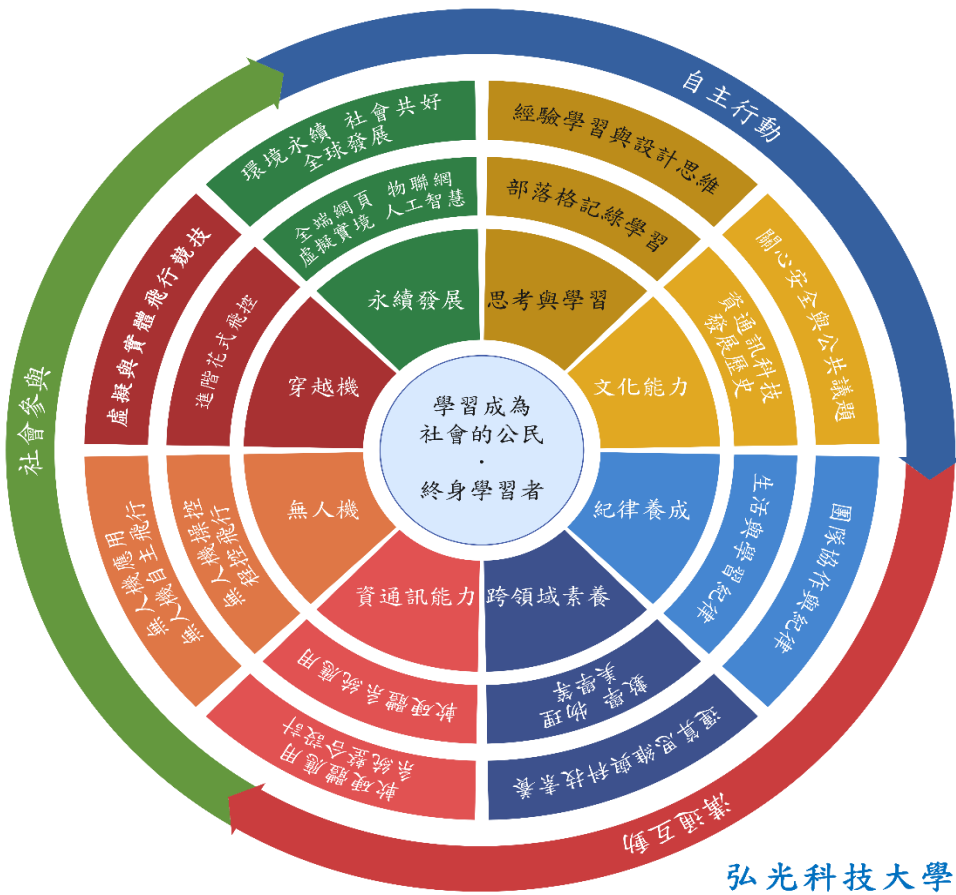 自主行動
溝通互動
社會參與
學習成為
社會的公民
·
終身學習者
思考與學習
部落格記錄學習
經驗學習與設計思維
文化能力
資通訊科技
發展歷史
關心安全與公共議題
紀律養成
生活與學習紀律
團隊協作與紀律
跨領域素養
數學 物理
美學等
運算思維與科技素養
資通訊能力
軟硬體系統應用
軟硬體應用
系統整合設計
無人機
無人機操控
程控飛行
無人機應用
無人機自主飛行
穿越機
進階花式飛控
虛擬與實體飛行競技
永續發展
全端網頁 物聯網
虛擬實境 人工智慧
環境永續 社會共好
全球發展
弘光科技大學